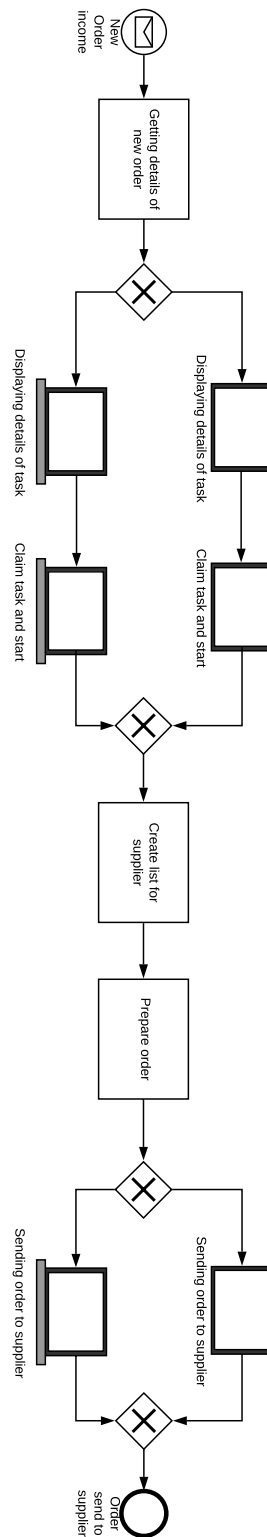 New
Order
income
Getting details of
new order
Displaying details of task
Displaying details of task
Claim task and start
Claim task and start
Create list for
supplier
Prepare order
Sending order to supplier
Sending order to supplier
Order
send to
supplier